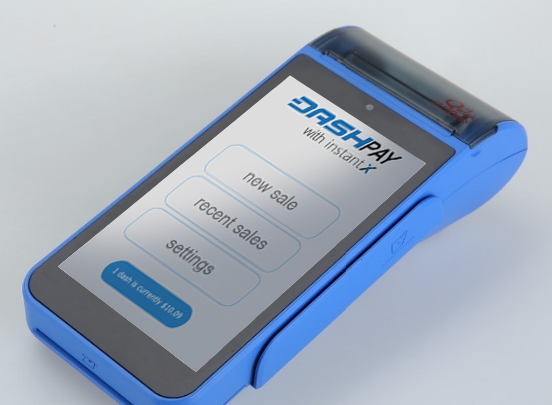 DASHPAY
with instantX
new sale
recent sales
settings
1 dash is currently $10.09